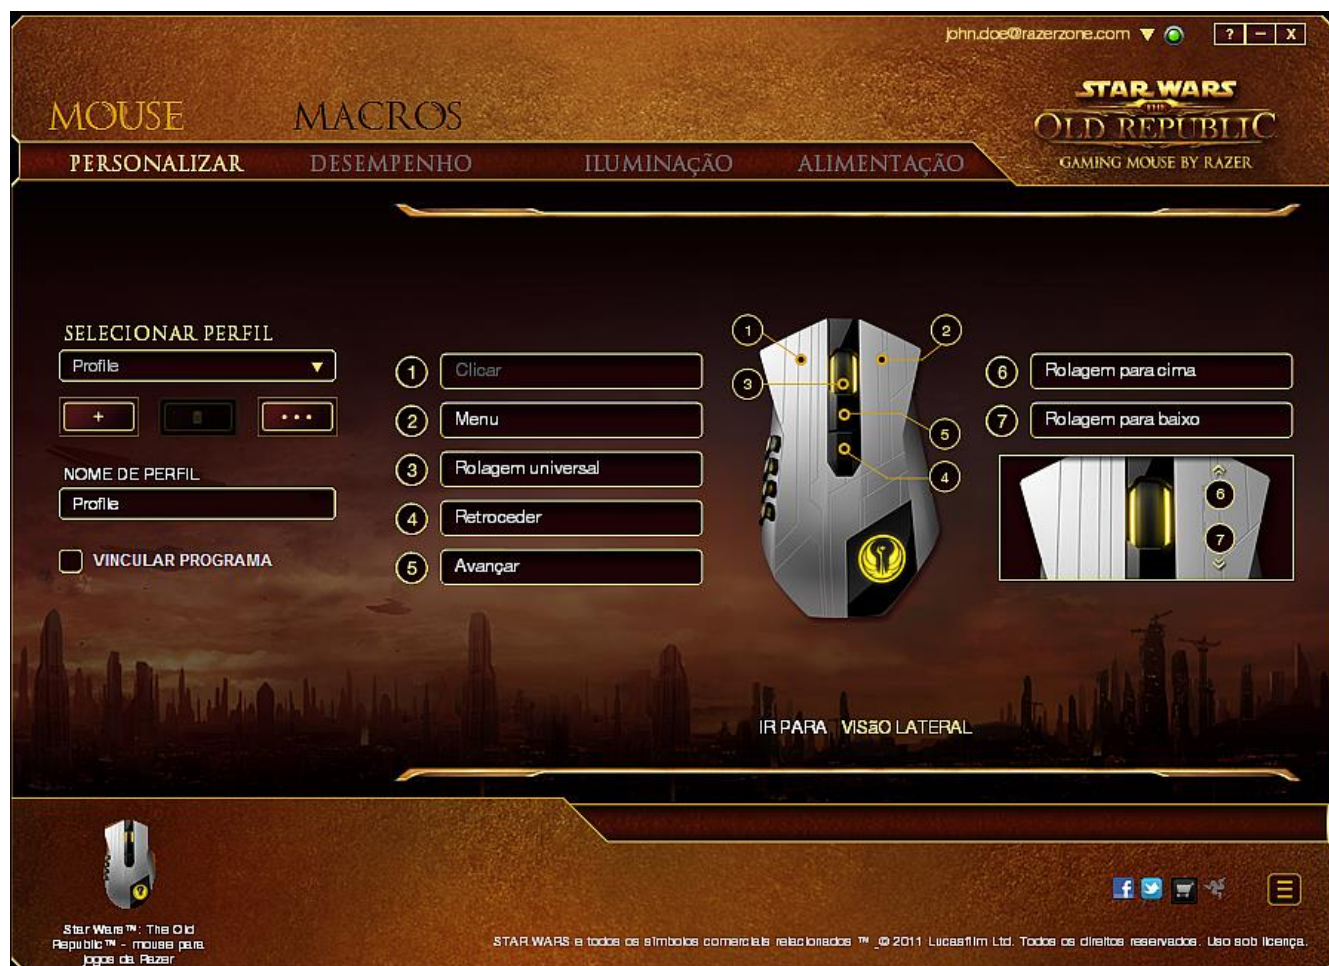 john.doe@razerzone.com
? – X
MOUSE MACROS
STAR WARS
THE
OLD REPUBLIC
GAMING MOUSE BY RAZER
PERSONALIZAR DESEMPENHO ILUMINAÇÃO ALIMENTAÇÃO
SELECIONAR PERFIL
Profile
+ ...
NOME DE PERFIL
Profile
VINCULAR PROGRAMA
1 Clicar
2 Menu
3 Rolagem universal
4 Retroceder
5 Avançar
1 2
3
5
4
6 Rolagem para cima
7 Rolagem para baixo
6
7
IR PARA VISãO LATERAL
Star Wars™: The Old
Republic™ - mouse para
jogos da Razer
STAR WARS e todos os símbolos comerciais relacionados ™ _© 2011 Lucasfilm Ltd. Todos os direitos reservados. Uso sob licença.